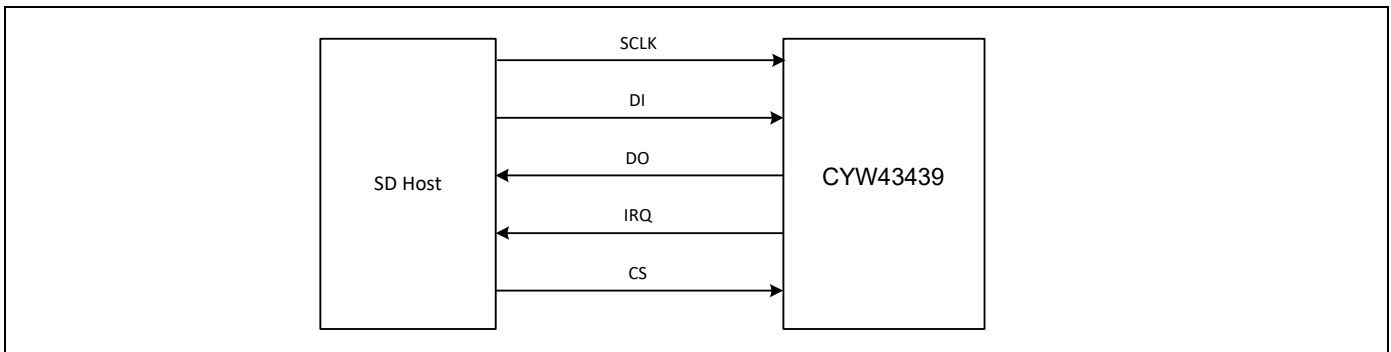 SCLK
DI
DO
IRQ
CS
SD Host
CYW43439